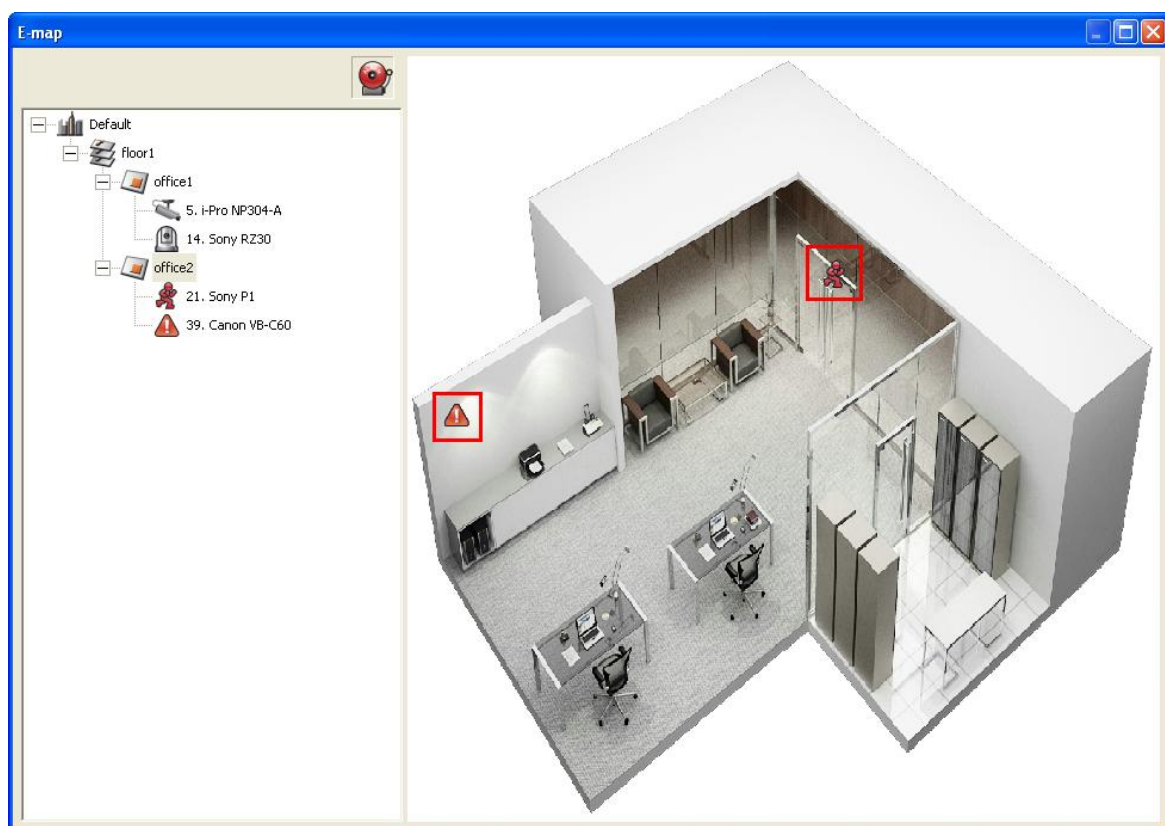 E-map
Default
floor1
office1
5. i-Pro NP304-A
14. Sony RZ30
office2
21. Sony P1
39. Canon VB-C60